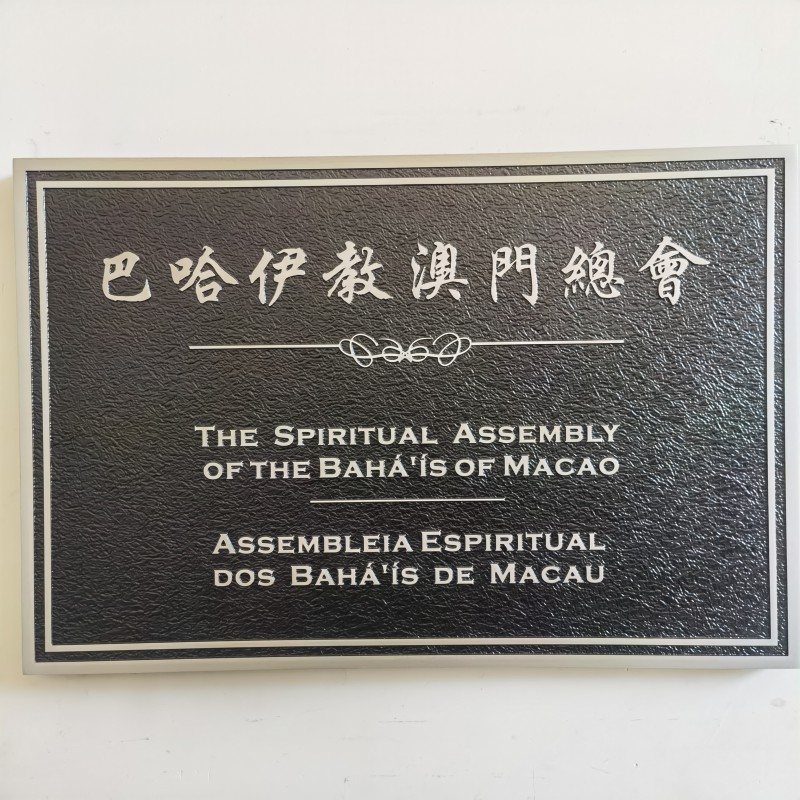 巴哈伊教澳門總會
THE SPIRITUAL ASSEMBLY
OF THE BAHÁ'ÍS OF MACAO
ASSEMBLEIA ESPIRITUAL
DOS BAHÁ'ÍS DE MACAU